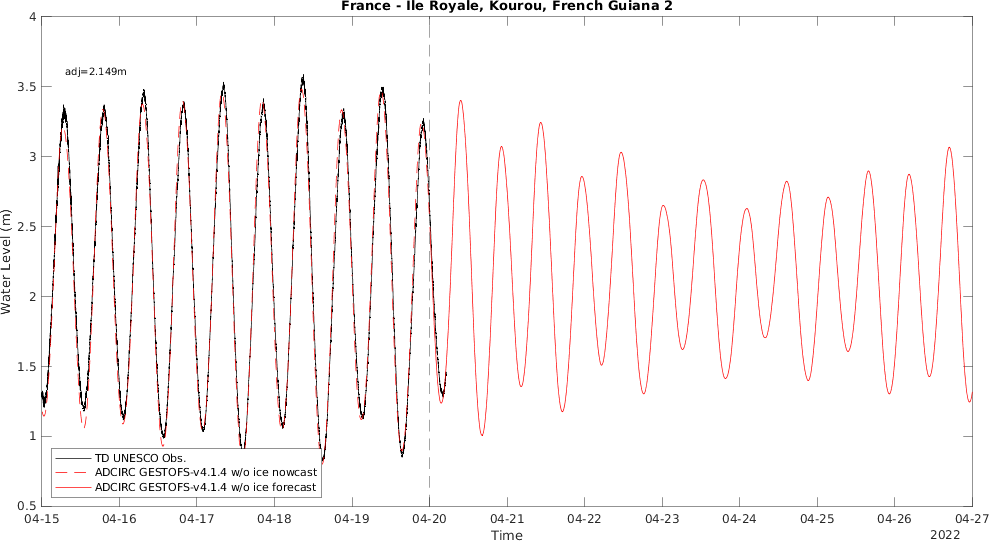 France - Ile Royale, Kourou, French Guiana 2
4
adj=2.149m
3.5
3
2.5
Water Level (m)
2
1.5
1
TD UNESCO Obs.
ADCIRC GESTOFS-v4.1.4 w/o ice nowcast
ADCIRC GESTOFS-v4.1.4 w/o ice forecast
0.5
04-15 04-16 04-17 04-18 04-19 04-20 04-21 04-22 04-23 04-24 04-25 04-26 04-27
Time 2022